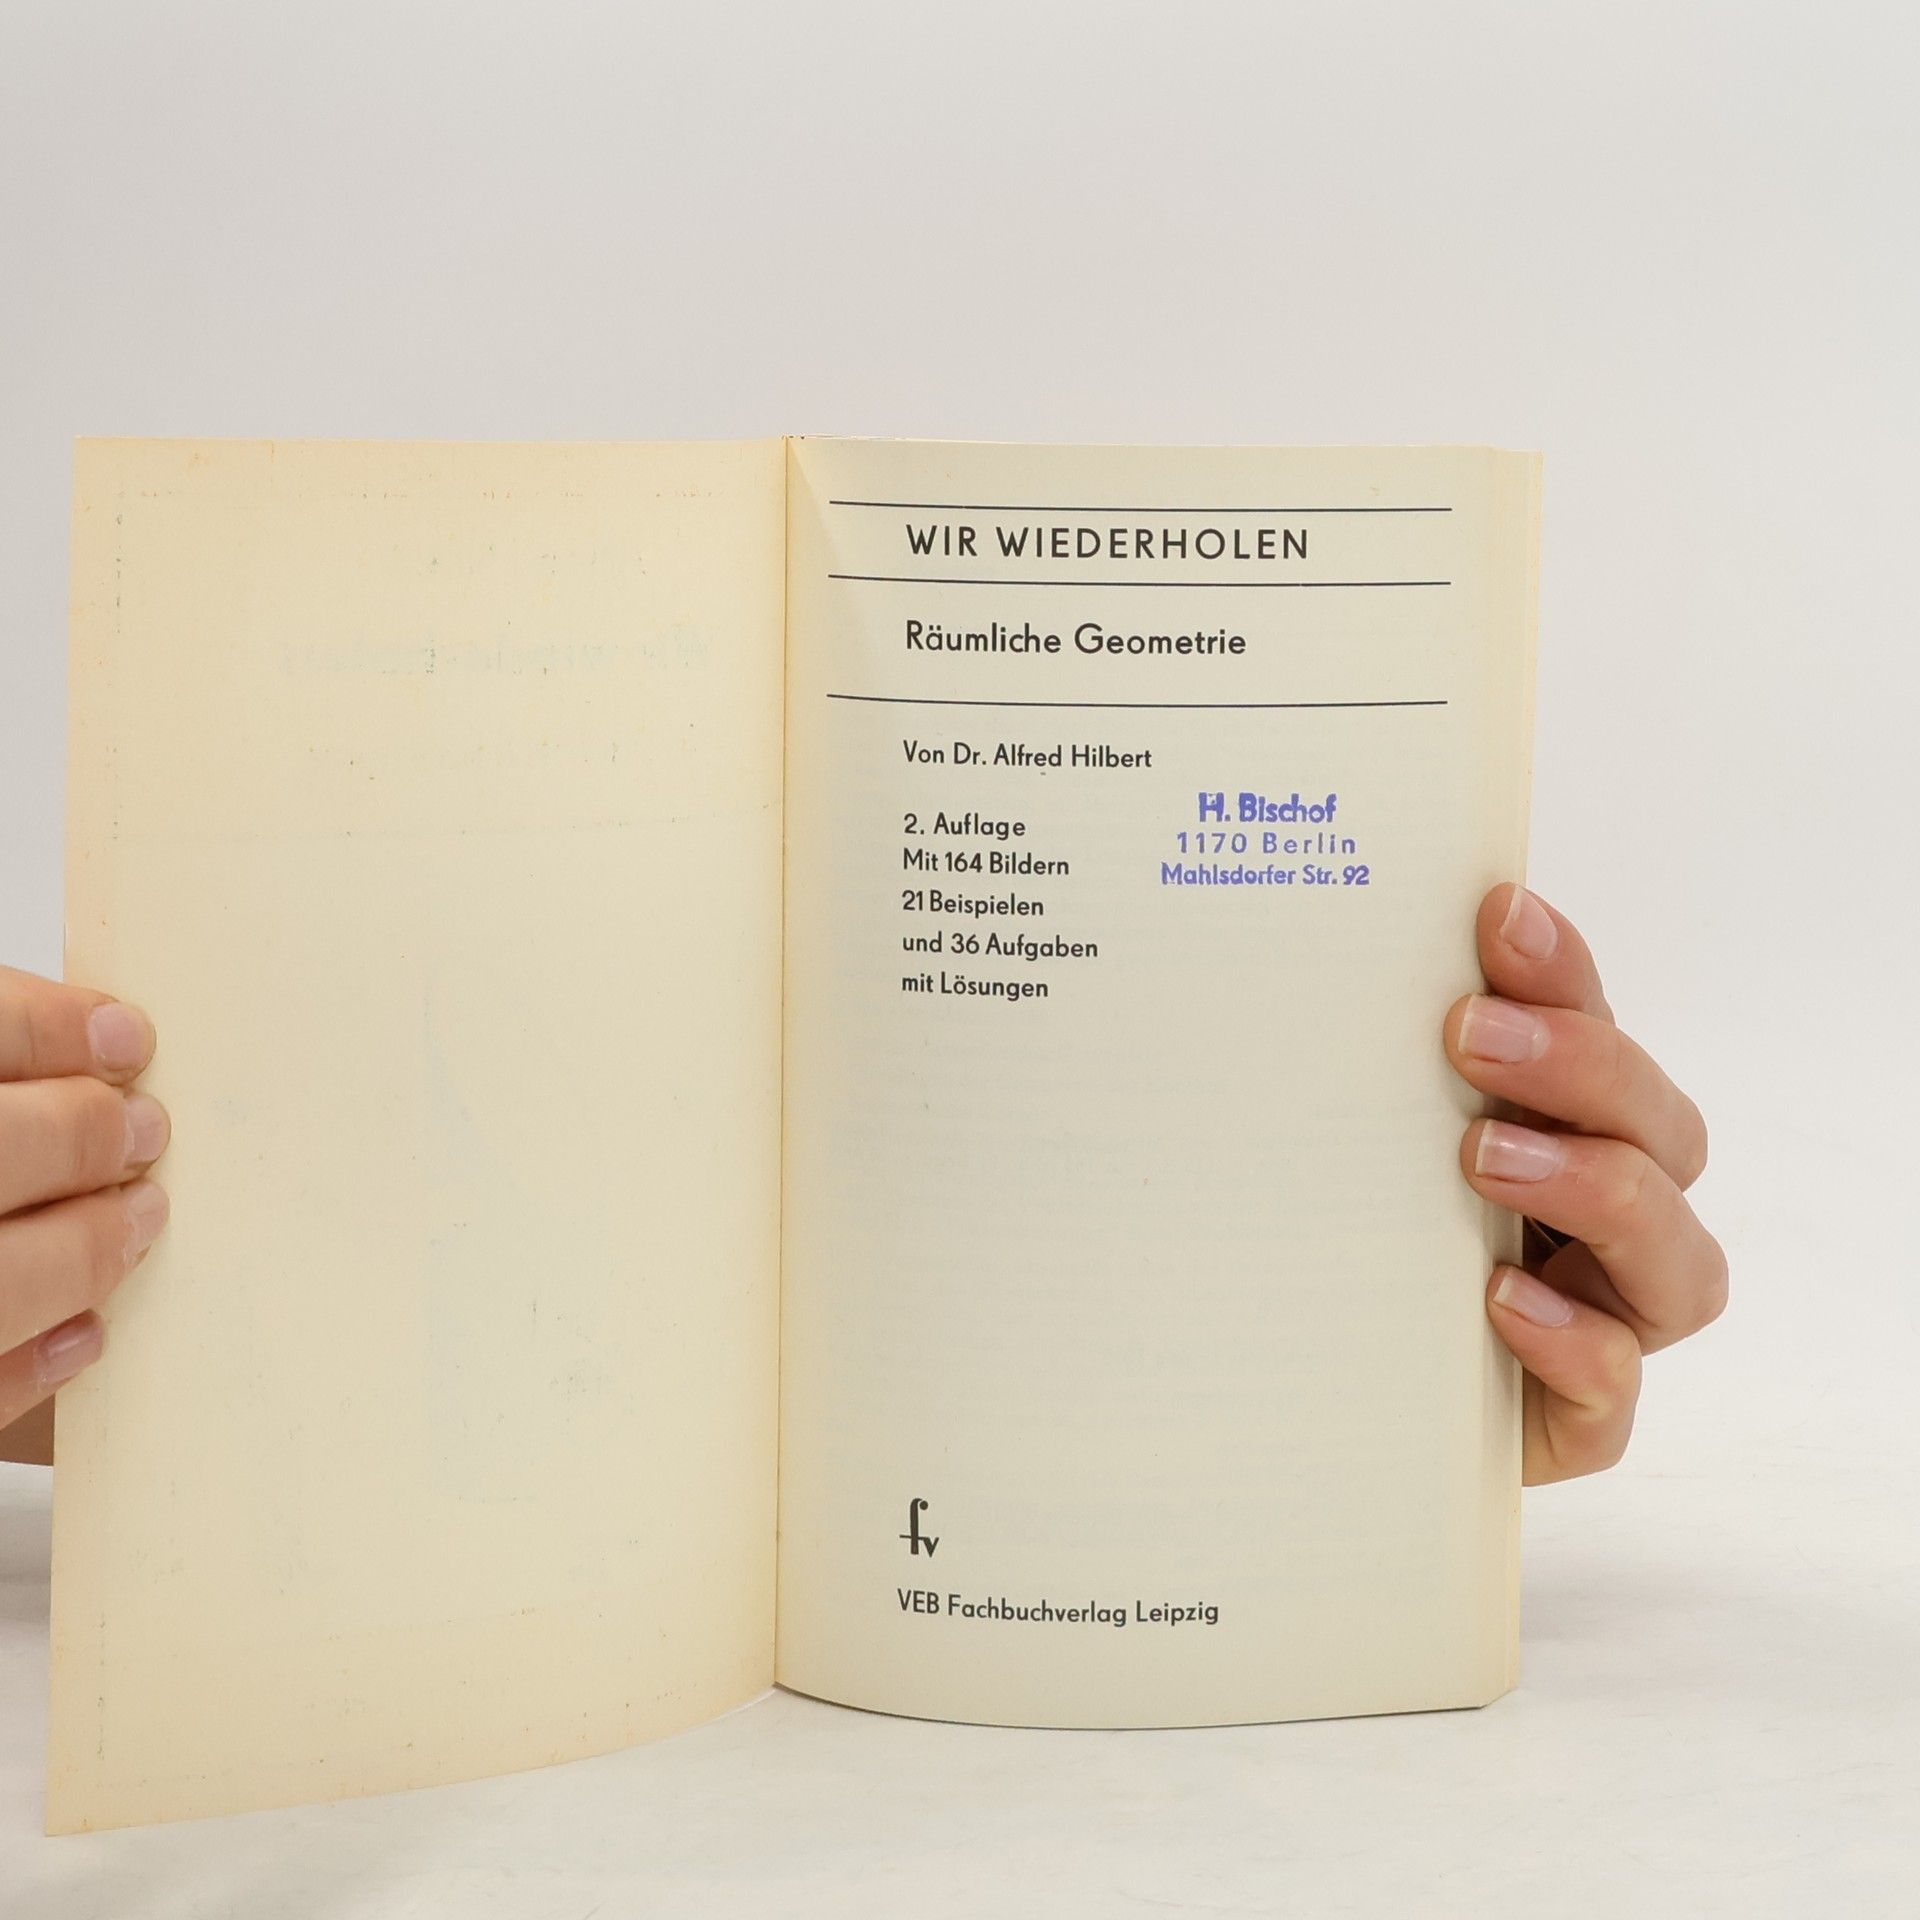 WIR WIEDERHOLEN
Räumliche Geometrie
Von Dr. Alfred Hilbert
2. Auflage
Mit 164 Bildern
21 Beispielen
und 36 Aufgaben
mit Lösungen
H. Bischof
1170 Berlin
Mahlsdorfer Str. 92
fv
VEB Fachbuchverlag Leipzig